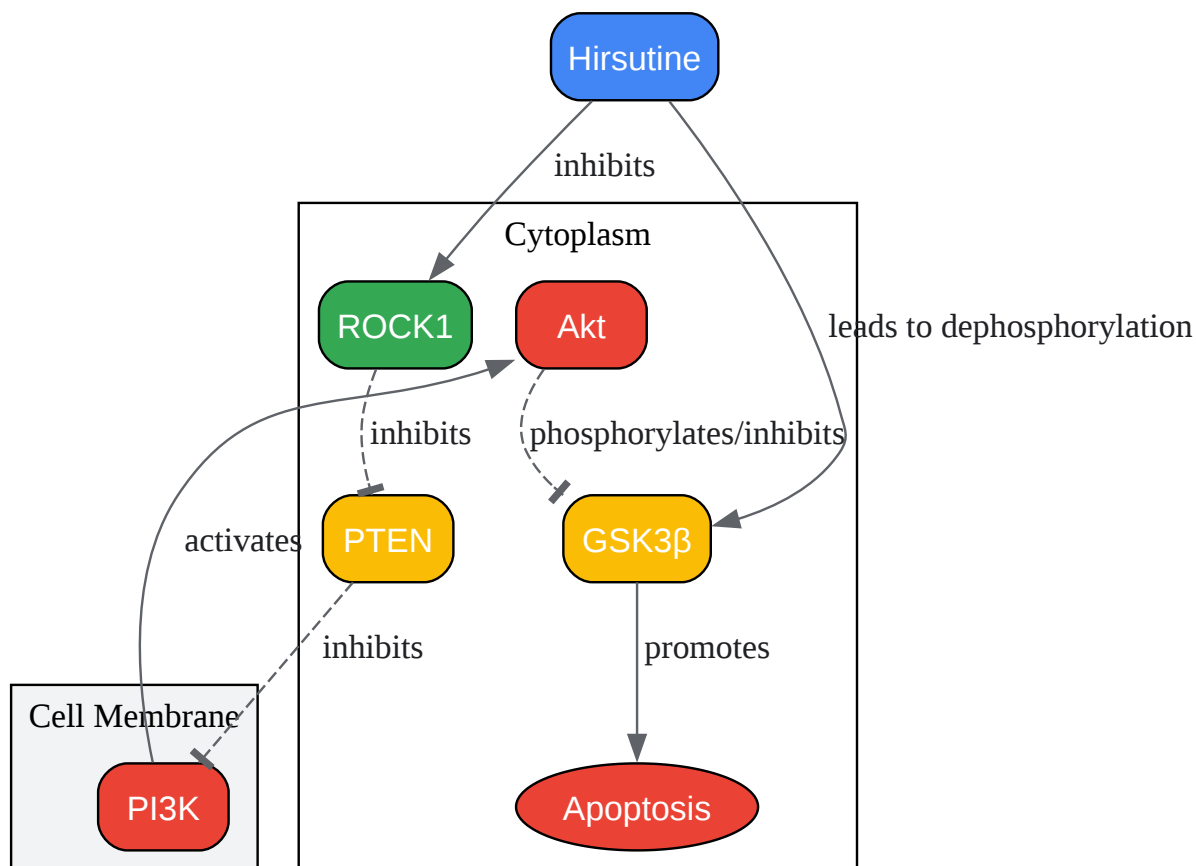 Hirsutine
inhibits
Cytoplasm
ROCK1
Akt
leads to dephosphorylation
inhibits
phosphorylates/inhibits
activates
PTEN
GSK3β
inhibits
promotes
Cell Membrane
PI3K
Apoptosis